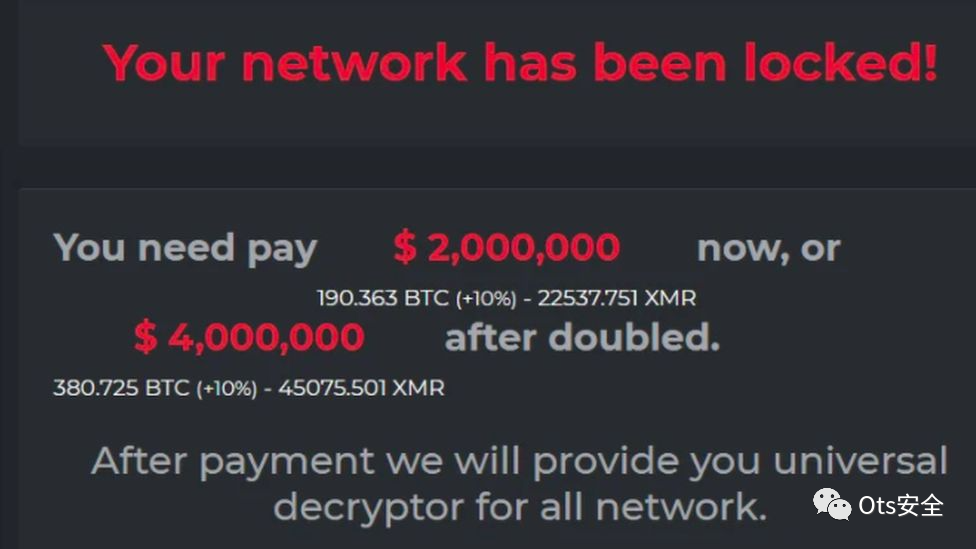 Your network has been locked!
You need pay $ 2,000,000 now, or
190.363 BTC (+10%) - 22537.751 XMR
$ 4,000,000 after doubled.
380.725 BTC (+10%) - 45075.501 XMR
After payment we will provide you universal
decryptor for all network.
Ots安全